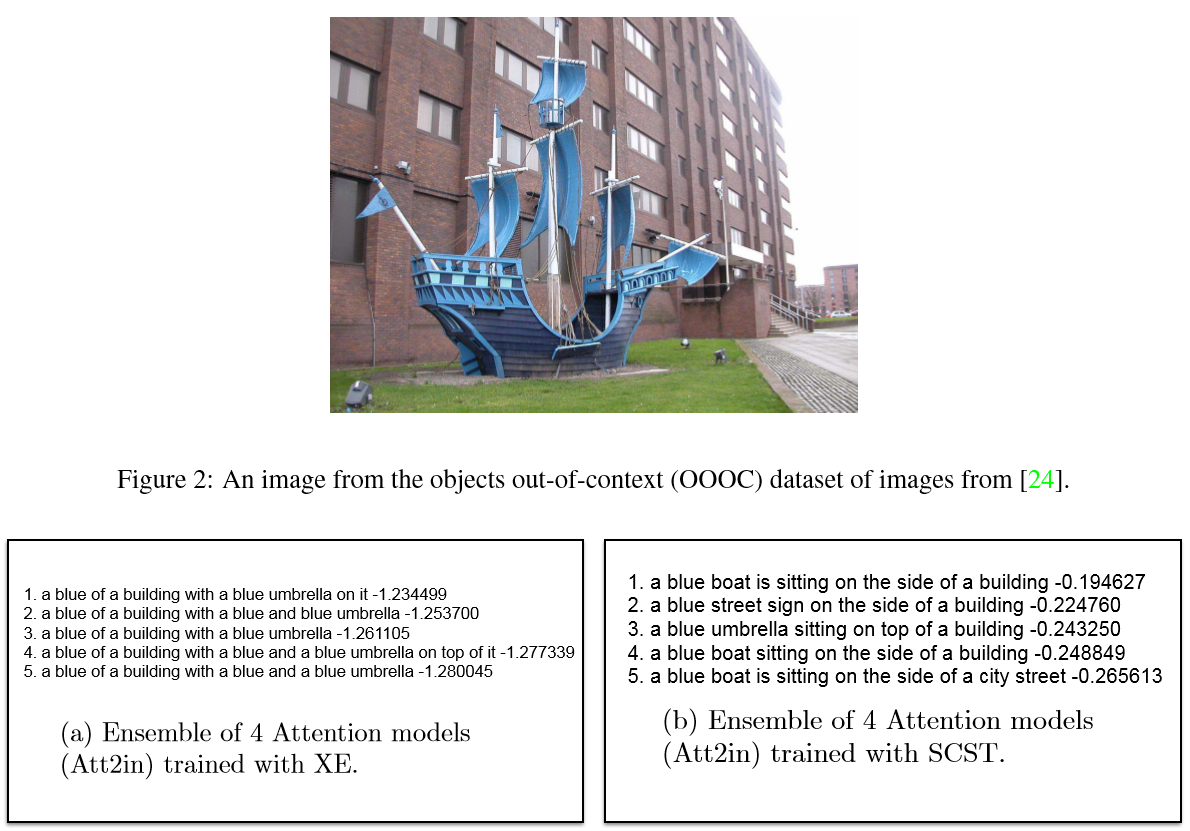 Figure 2: An image from the objects out-of-context (OOOC) dataset of images from [24].
1. a blue of a building with a blue umbrella on it -1.234499
2. a blue of a building with a blue and blue umbrella -1.253700
3. a blue of a building with a blue umbrella -1.261105
4. a blue of a building with a blue and a blue umbrella on top of it -1.277339
5. a blue of a building with a blue and a blue umbrella -1.280045
(a) Ensemble of 4 Attention models
(Att2in) trained with XE.
1. a blue boat is sitting on the side of a building -0.194627
2. a blue street sign on the side of a building -0.224760
3. a blue umbrella sitting on top of a building -0.243250
4. a blue boat sitting on the side of a building -0.248849
5. a blue boat is sitting on the side of a city street -0.265613
(b) Ensemble of 4 Attention models
(Att2in) trained with SCST.